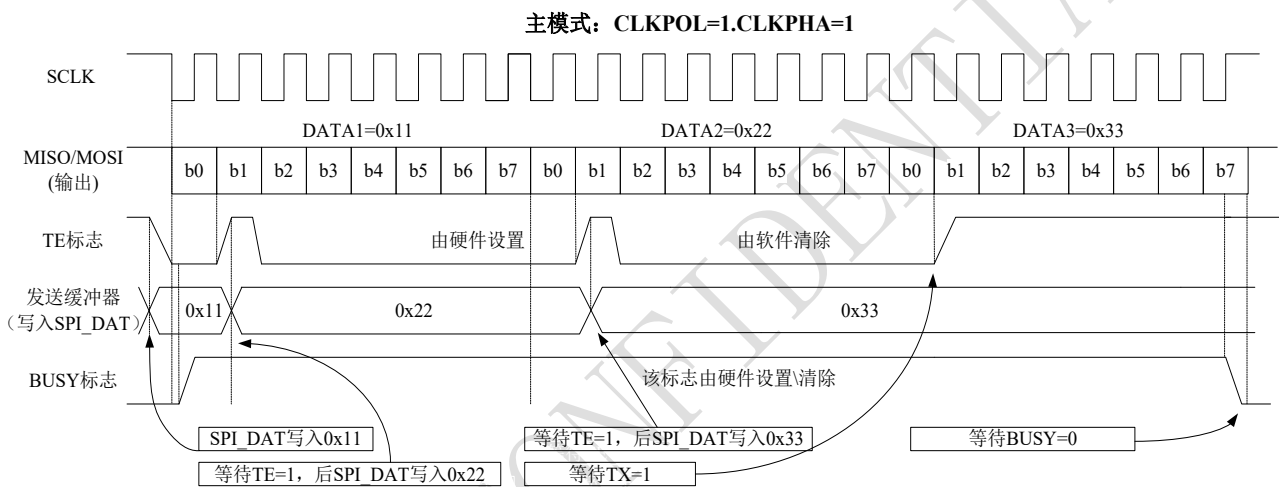 主模式：CLKPOL=1.CLKPHA=1
SCLK
DATA1=0x11 DATA2=0x22 DATA3=0x33
MISO/MOSI
(输出)
b0 b1 b2 b3 b4 b5 b6 b7 b0 b1 b2 b3 b4 b5 b6 b7 b0 b1 b2 b3 b4 b5 b6 b7
TE标志 由硬件设置 由软件清除
发送缓冲器
（写入SPI_DAT）
0x11 0x22 0x33
BUSY标志 该标志由硬件设置\清除
SPI_DAT写入0x11 等待TE=1，后SPI_DAT写入0x33 等待BUSY=0
等待TE=1，后SPI_DAT写入0x22 等待TX=1
CONFIDENTIA